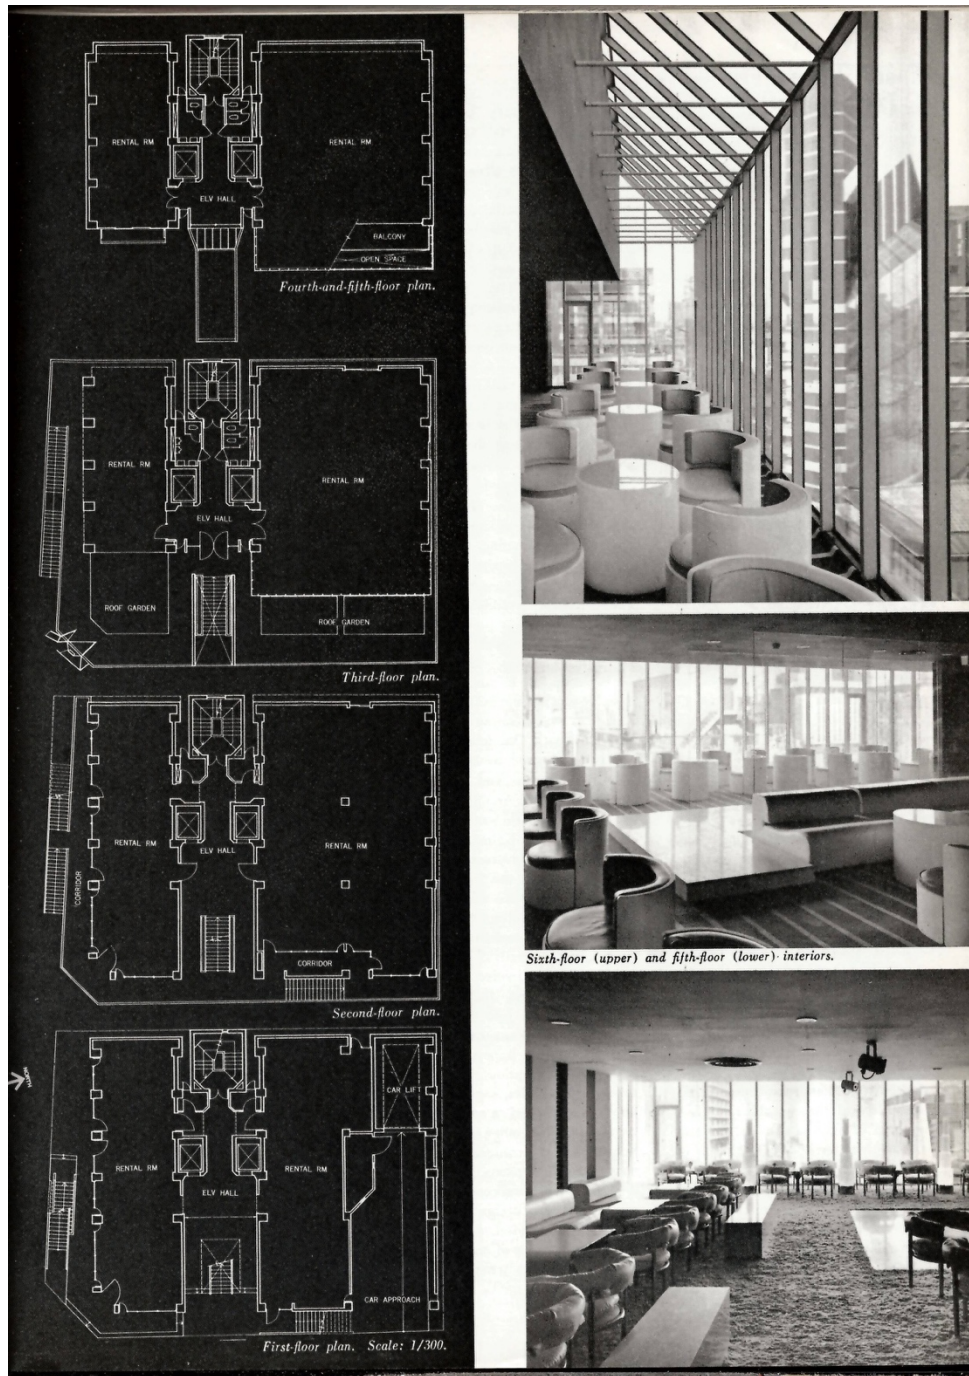 RENTAL RM
RENTAL RM
ELV HALL
BALCONY
OPEN SPACE
Fourth-and-fifth-floor plan.
RENTAL RM
RENTAL RM
ELV HALL
ROOF GARDEN
ROOF GARDEN
Third-floor plan.
RENTAL RM
ELV HALL
RENTAL RM
CORRIDOR
CORRIDOR
Second-floor plan.
NORTH
CAR LIFT
RENTAL RM
RENTAL RM
ELV HALL
CAR APPROACH
First-floor plan. Scale: 1/300.
Sixth-floor (upper) and fifth-floor (lower) interiors.